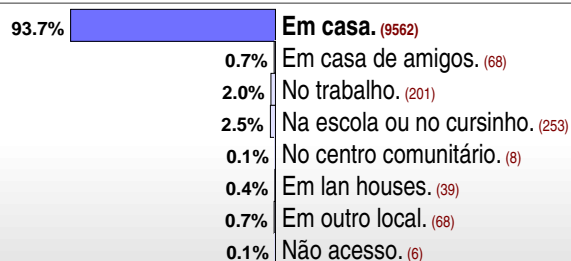 93.7% Em casa. (9562)
0.7% Em casa de amigos. (68)
2.0% No trabalho. (201)
2.5% Na escola ou no cursinho. (253)
0.1% No centro comunitário. (8)
0.4% Em lan houses. (39)
0.7% Em outro local. (68)
0.1% Não acesso. (6)